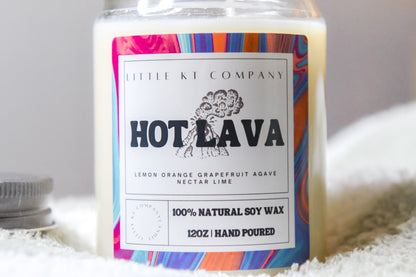 LITTLE KT COMPANY
HOT LAVA
LEMON ORANGE GRAPEFRUIT AGAVE
NECTAR LIME
100% NATURAL SOY WAX
12OZ | HAND POURED